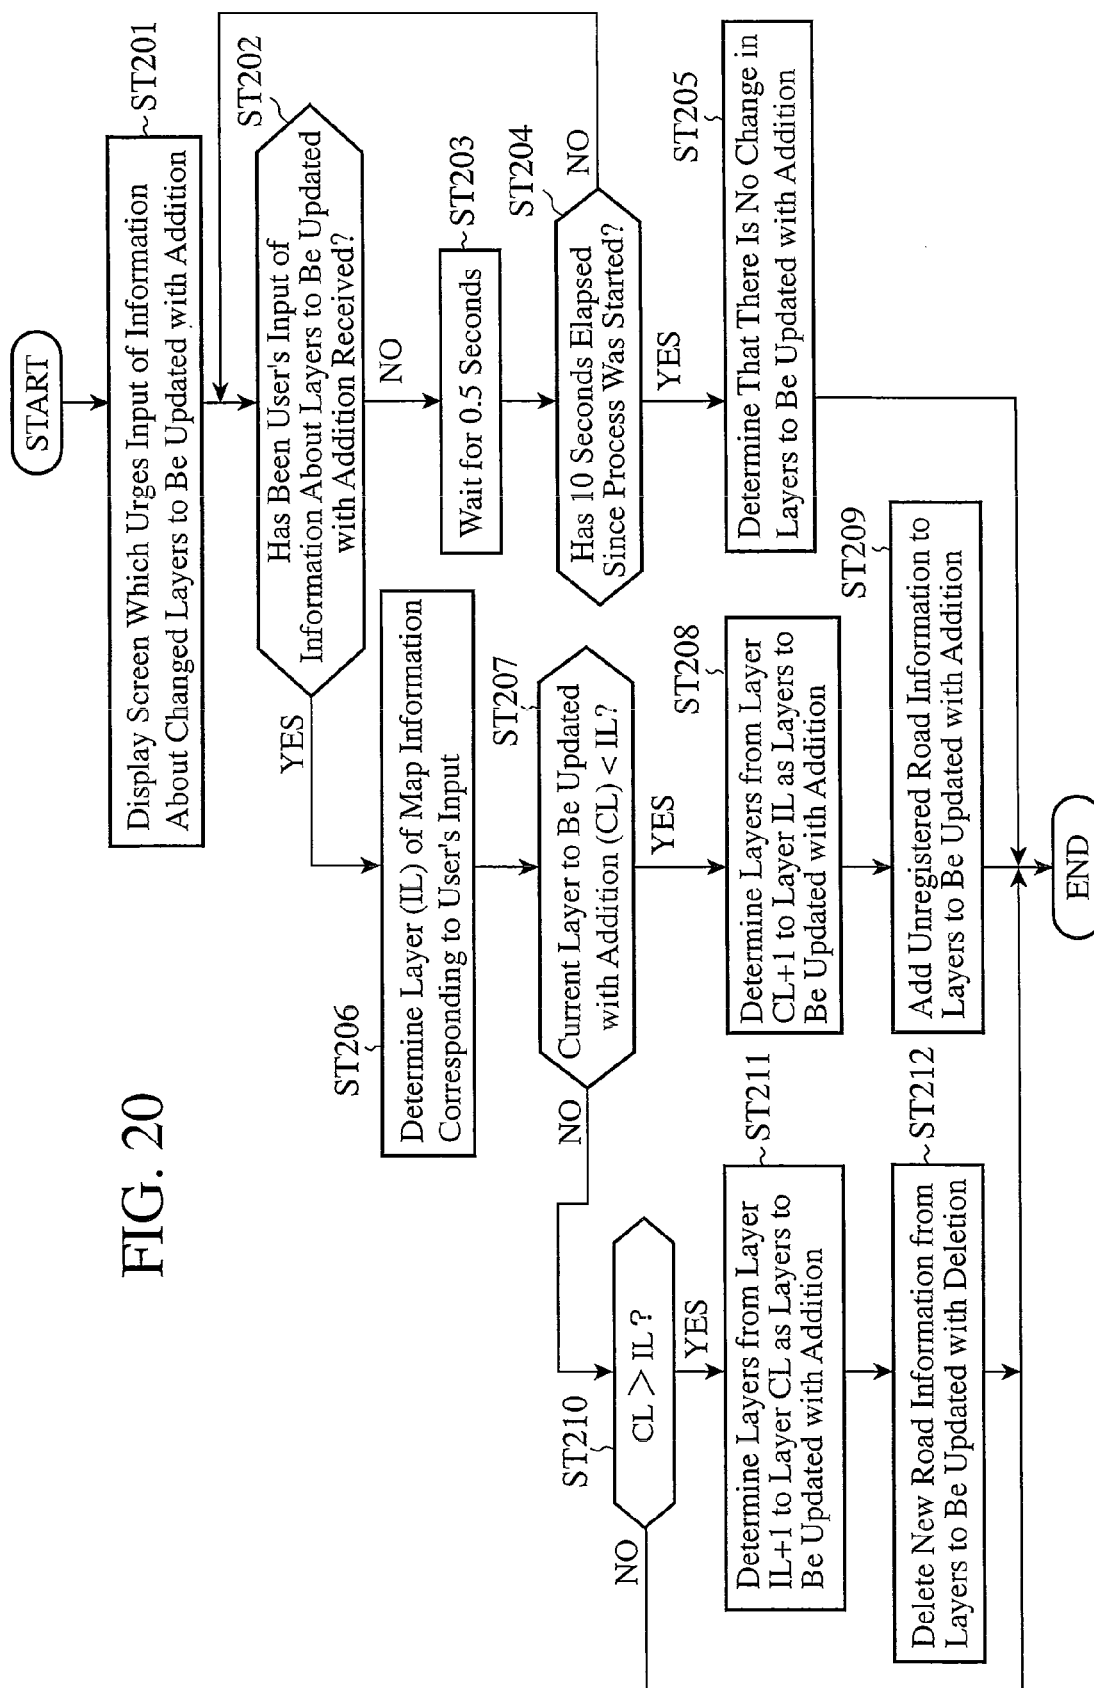 FIG. 20
START
ST201
Display Screen Which Urges Input of Information
About Changed Layers to Be Updated with Addition
ST202
Has Been User's Input of
Information About Layers to Be Updated
with Addition Received?
YES
NO
ST203
Wait for 0.5 Seconds
ST204
Has 10 Seconds Elapsed
Since Process Was Started?
NO
YES
ST205
Determine That There Is No Change in
Layers to Be Updated with Addition
ST206
Determine Layer (IL) of Map Information
Corresponding to User's Input
ST207
Current Layer to Be Updated
with Addition (CL) < IL?
NO
YES
ST208
Determine Layers from Layer
CL+1 to Layer IL as Layers to
Be Updated with Addition
ST209
Add Unregistered Road Information to
Layers to Be Updated with Addition
ST210
CL > IL ?
NO
YES
ST211
Determine Layers from Layer
IL+1 to Layer CL as Layers to
Be Updated with Addition
ST212
Delete New Road Information from
Layers to Be Updated with Deletion
END